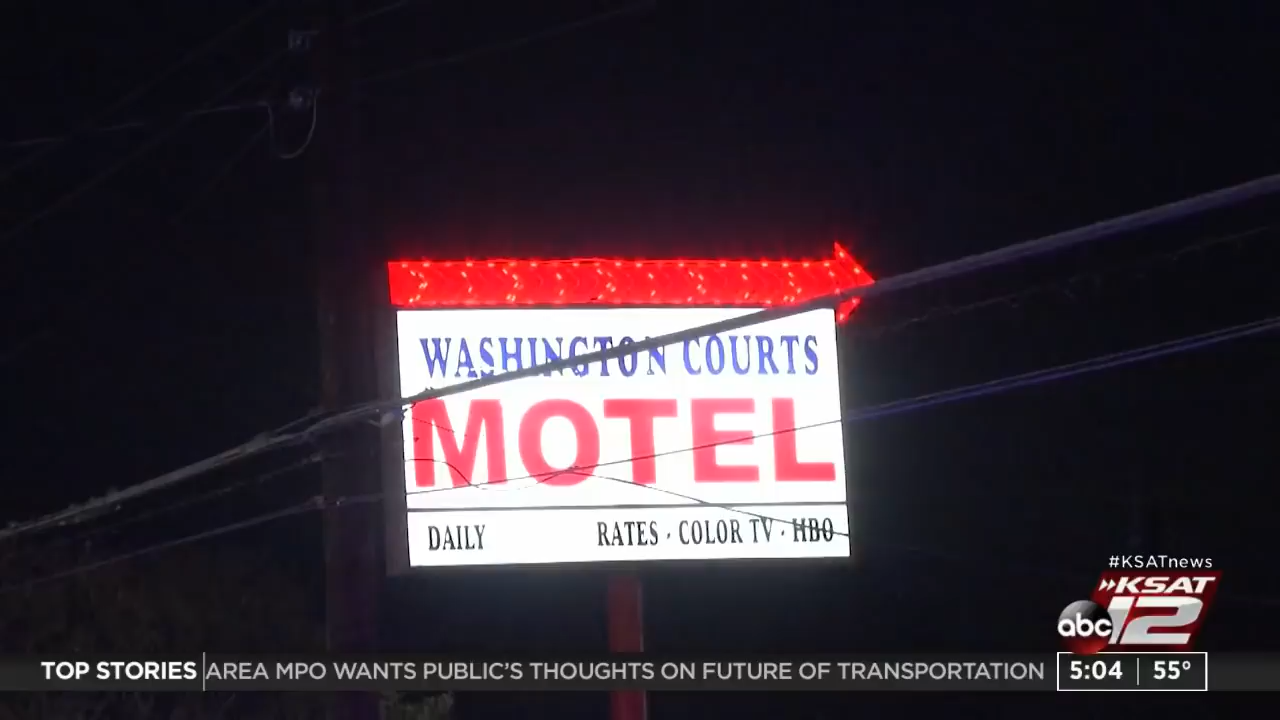 WASHINGTON COURTS
MOTEL
DAILY RATES - COLOR TV - HBO
#KSATnews
KSAT
abc 12
TOP STORIES AREA MPO WANTS PUBLIC'S THOUGHTS ON FUTURE OF TRANSPORTATION 5:04 55°